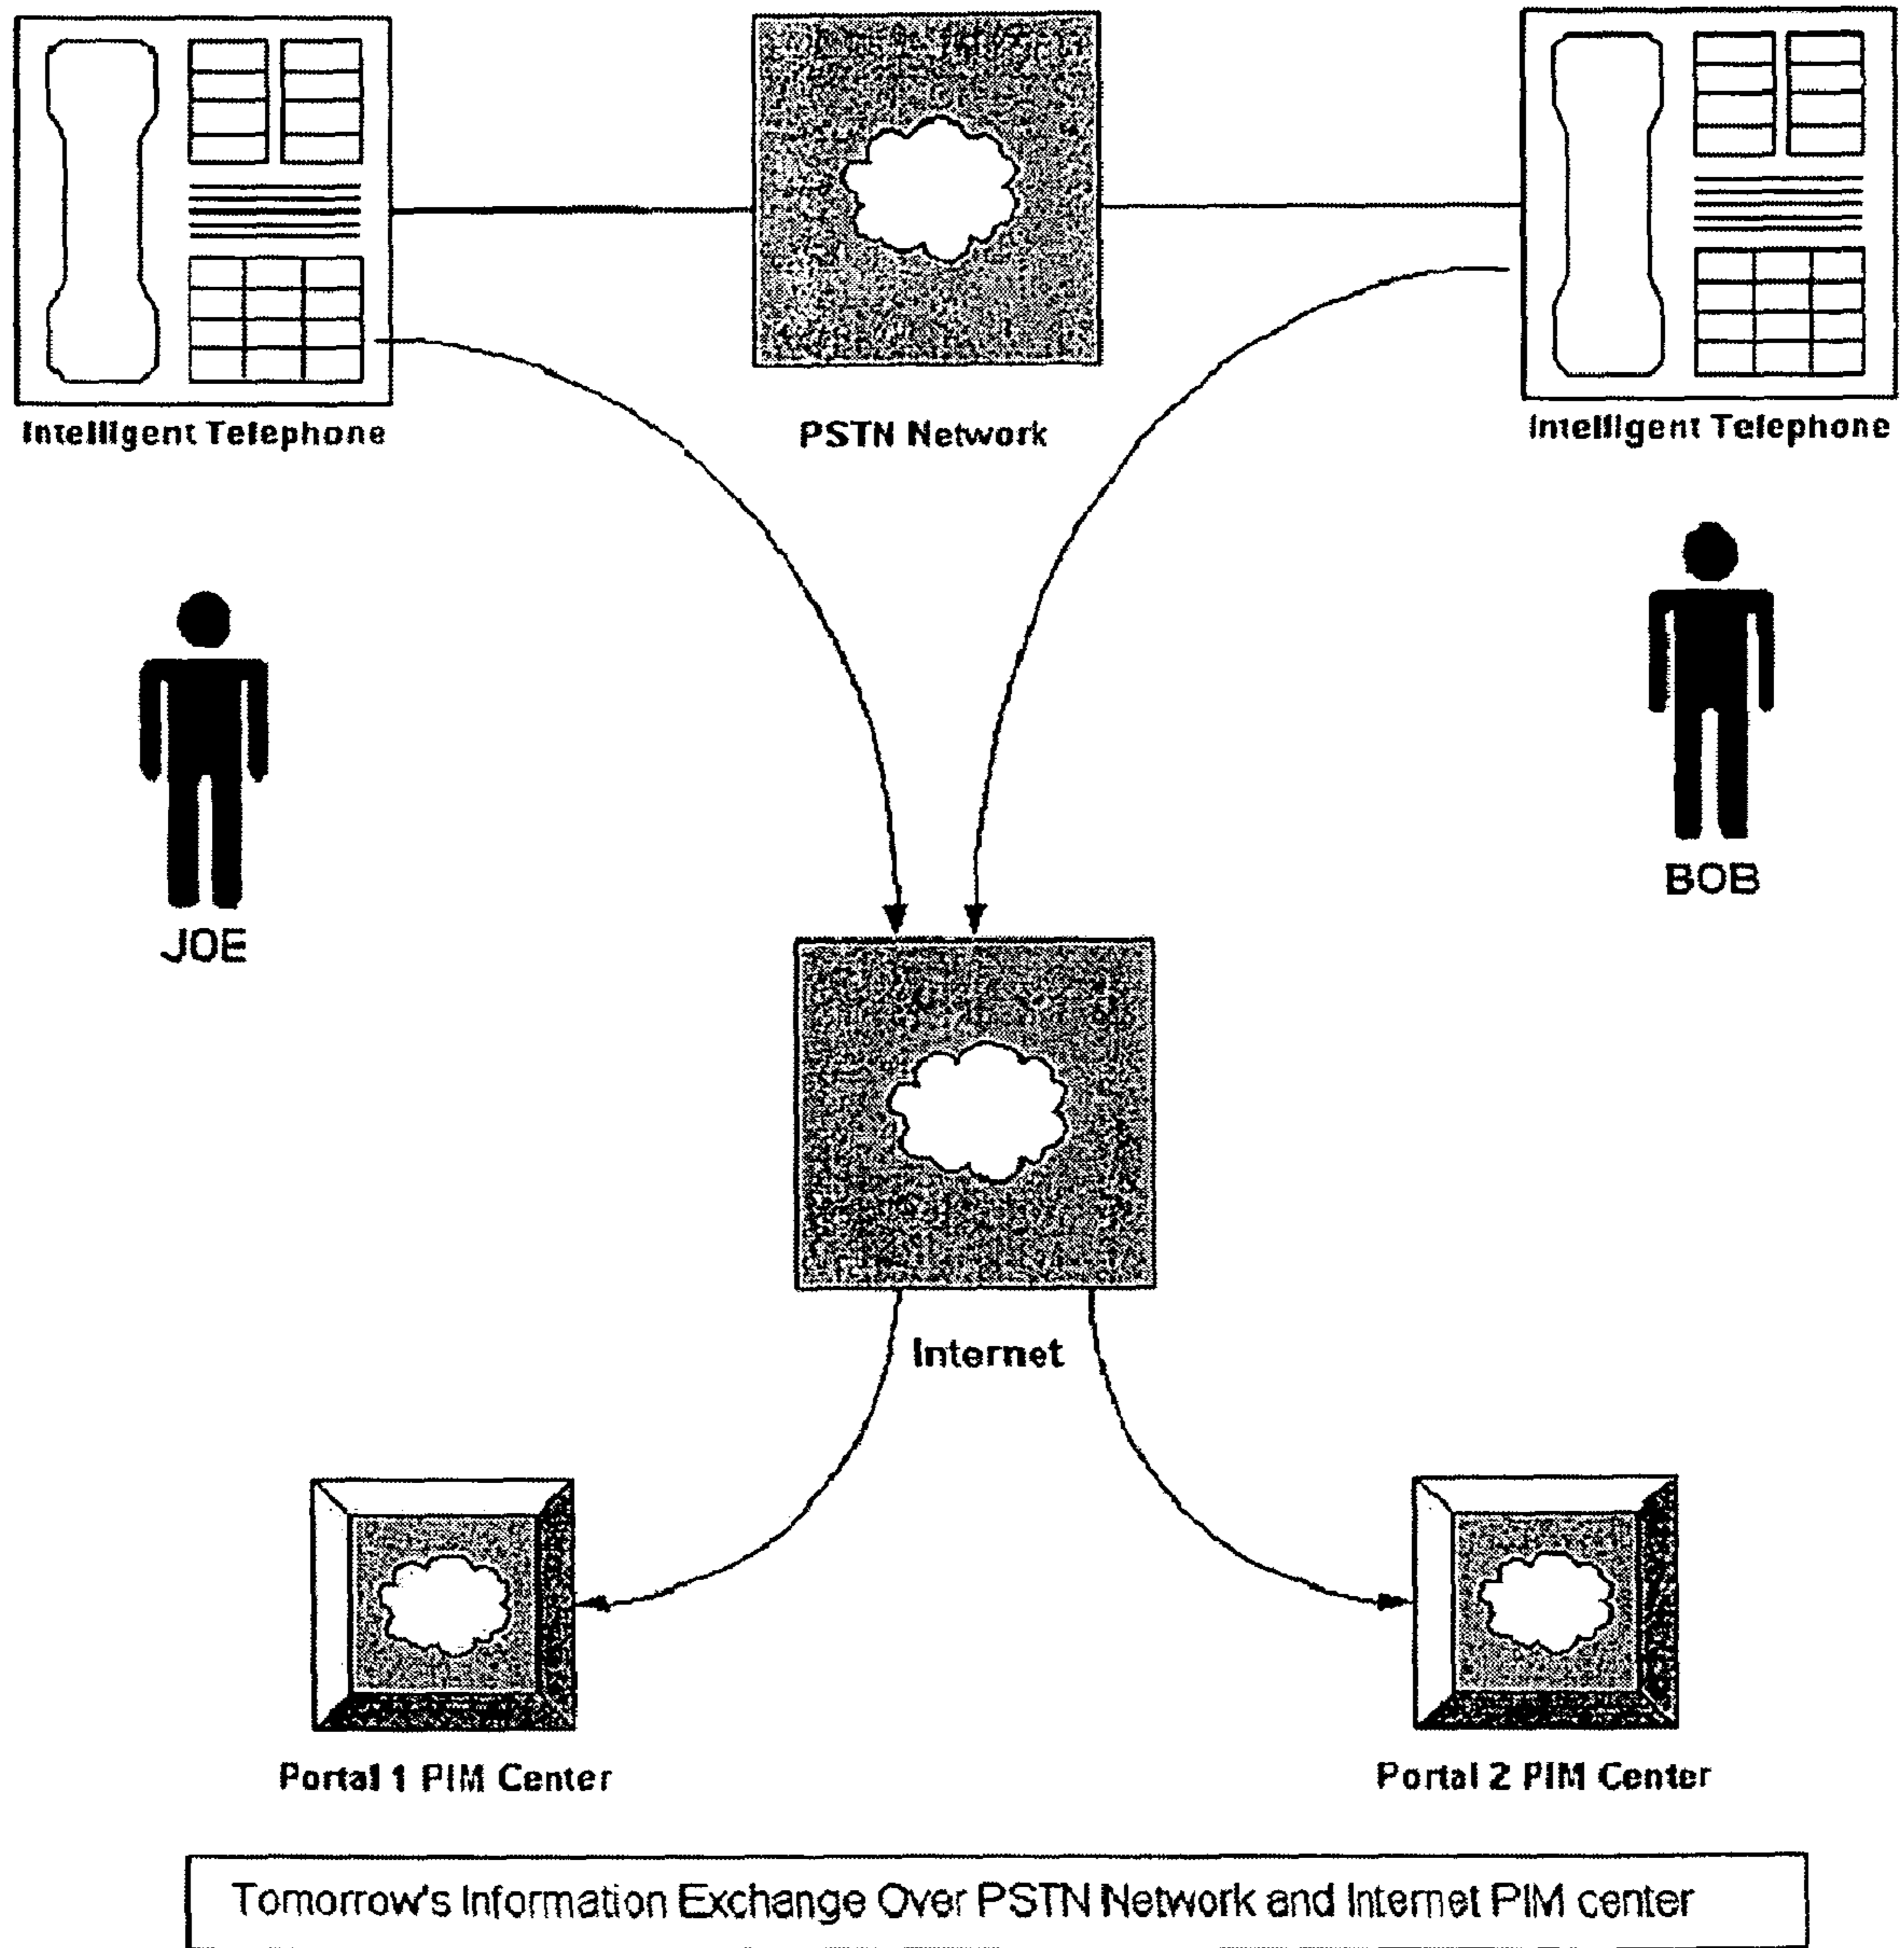 Intelligent Telephone
PSTN Network
Intelligent Telephone
JOE
BOB
Internet
Portal 1 PIM Center
Portal 2 PIM Center
Tomorrow's Information Exchange Over PSTN Network and Internet PIM center